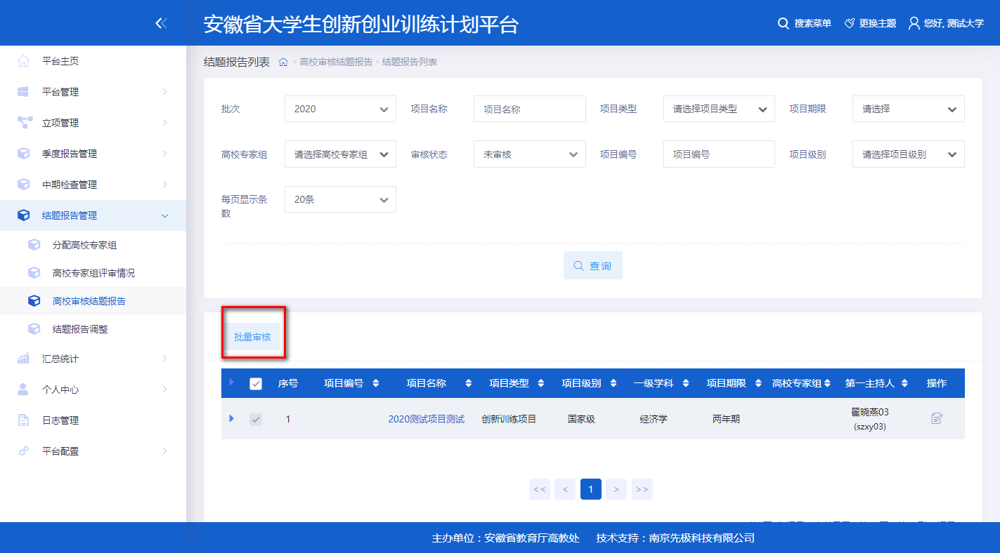 安徽省大学生创新创业训练计划平台
搜索菜单 更换主题 您好, 测试大学
平台主页
平台管理
立项管理
季度报告管理
中期检查管理
结题报告管理
分配高校专家组
高校专家组评审情况
高校审核结题报告
结题报告调整
汇总统计
个人中心
日志管理
平台配置
结题报告列表 高校审核结题报告 结题报告列表
批次 2020 项目名称 项目名称 项目类型 请选择项目类型 项目期限 请选择
高校专家组 请选择高校专家组 审核状态 未审核 项目编号 项目编号 项目级别 请选择项目级别
每页显示条
数
20条
查询
批量审核
序号 项目编号 项目名称 项目类型 项目级别 一级学科 项目期限 高校专家组 第一主持人 操作
1 2020测试项目测试 创新训练项目 国家级 经济学 两年期 翟晓燕03
(szxy03)
<< < 1 > >>
主办单位：安徽省教育厅高教处 技术支持：南京先极科技有限公司